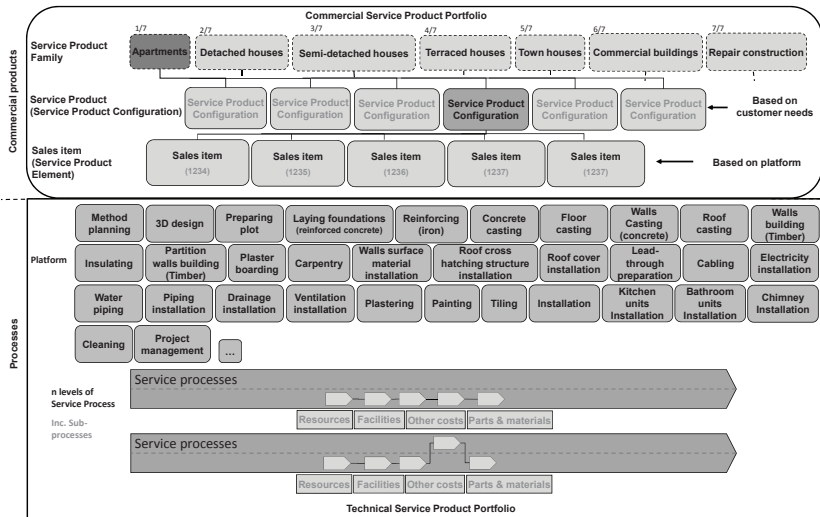 Commercial Service Product Portfolio
1/7
2/7
3/7
4/7
5/7
6/7
7/7
Service Product
Family
Apartments
Detached houses
Semi-detached houses
Terraced houses
Town houses
Commercial buildings
Repair construction
Commercial products
Service Product
(Service Product Configuration)
Service Product
Configuration
Service Product
Configuration
Service Product
Configuration
Service Product
Configuration
Service Product
Configuration
Service Product
Configuration
Based on
customer needs
Sales item
(Service Product
Element)
Sales item
(1234)
Sales item
(1235)
Sales item
(1236)
Sales item
(1237)
Sales item
(1237)
Based on platform
Processes
Platform
Method
planning
3D design
Preparing
plot
Laying foundations
(reinforced concrete)
Reinforcing
(iron)
Concrete
casting
Floor
casting
Walls
Casting
(concrete)
Roof
casting
Walls
building
(Timber)
Insulating
Partition
walls building
(Timber)
Plaster
boarding
Carpentry
Walls surface
material
installation
Roof cross
hatching structure
installation
Roof cover
installation
Lead-
through
preparation
Cabling
Electricity
installation
Water
piping
Piping
installation
Drainage
installation
Ventilation
installation
Plastering
Painting
Tiling
Installation
Kitchen
units
Installation
Bathroom
units
Installation
Chimney
Installation
Cleaning
Project
management
...
n levels of
Service Process
Inc. Sub-
processes
Service processes
Resources
Facilities
Other costs
Parts & materials
Service processes
Resources
Facilities
Other costs
Parts & materials
Technical Service Product Portfolio